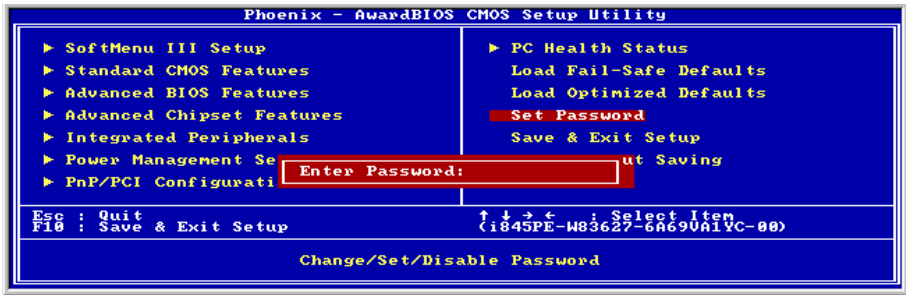 Phoenix - AwardBIOS CMOS Setup Utility
► SoftMenu III Setup
► Standard CMOS Features
► Advanced BIOS Features
► Advanced Chipset Features
► Integrated Peripherals
► Power Management Se
► PnP/PCI Configurati
► PC Health Status
Load Fail-Safe Defaults
Load Optimized Defaults
Set Password
Save & Exit Setup
ut Saving
Enter Password:
Esc : Quit
F10 : Save & Exit Setup
↑ ↓ → ← : Select Item
(i845PE-W83627-6A69VA1YC-00)
Change/Set/Disable Password